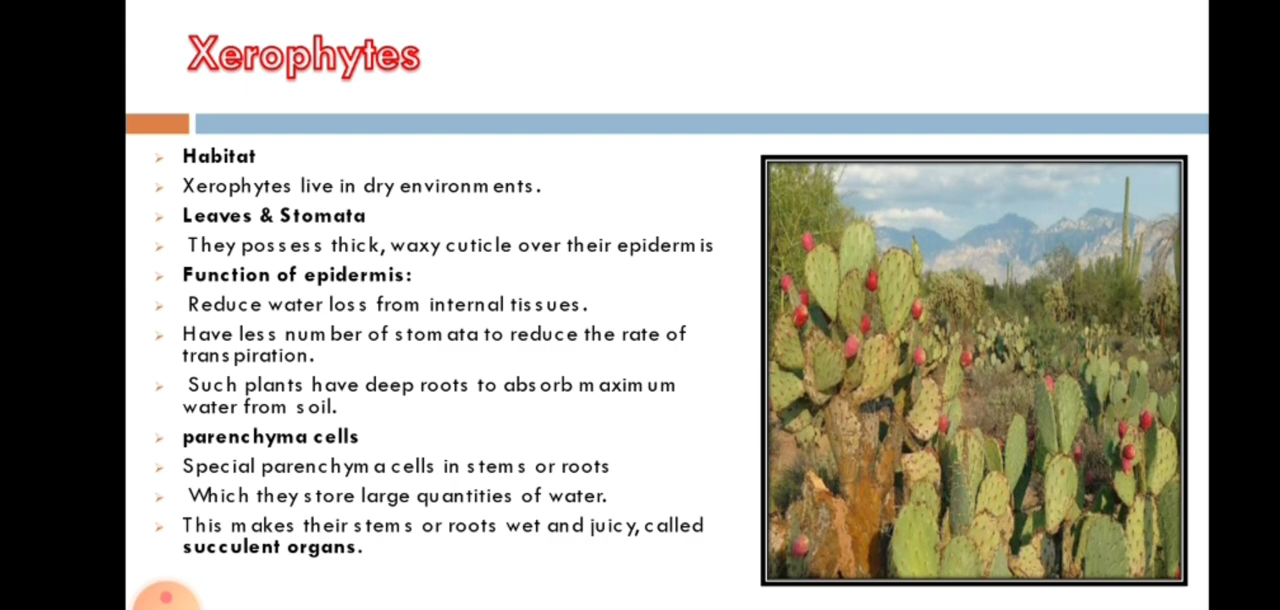 Xerophytes
Habitat
Xerophytes live in dry environments.
Leaves & Stomata
They possess thick, waxy cuticle over their epidermis
Function of epidermis:
Reduce water loss from internal tissues.
Have less number of stomata to reduce the rate of
transpiration.
Such plants have deep roots to absorb maximum
water from soil.
parenchyma cells
Special parenchyma cells in stems or roots
Which they store large quantities of water.
This makes their stems or roots wet and juicy, called
succulent organs.